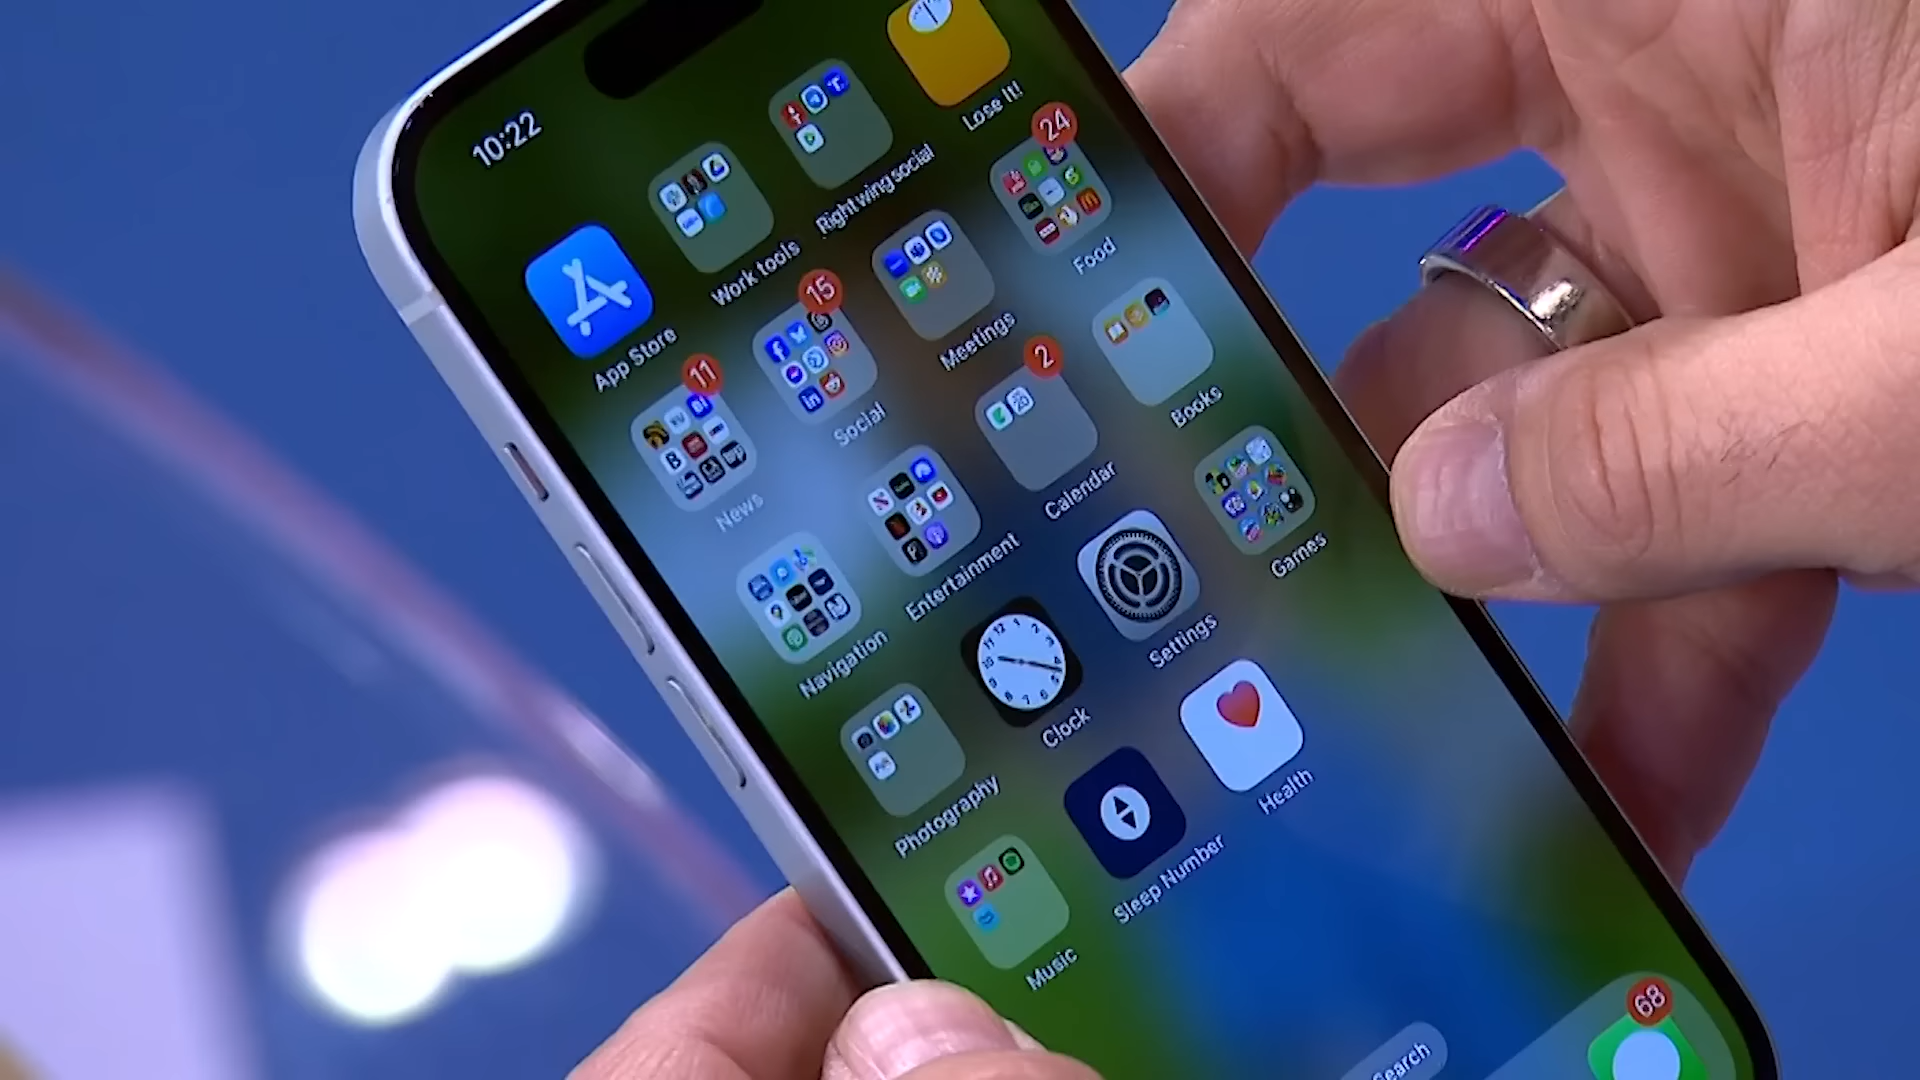 10:22
App Store
Work tools
Right wing social
Lose It!
11
News
15
Social
Meetings
24
Food
Navigation
Entertainment
2
Calendar
Books
Photography
Clock
Settings
Games
Music
Sleep Number
Health
Search
68